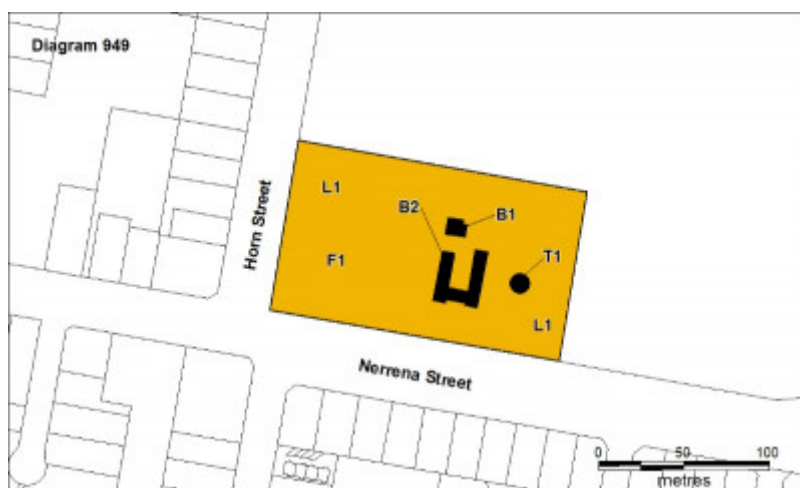 Diagram 949
L1
B2
B1
Horn Street
F1
T1
L1
Nerrena Street
0 50 100
metres